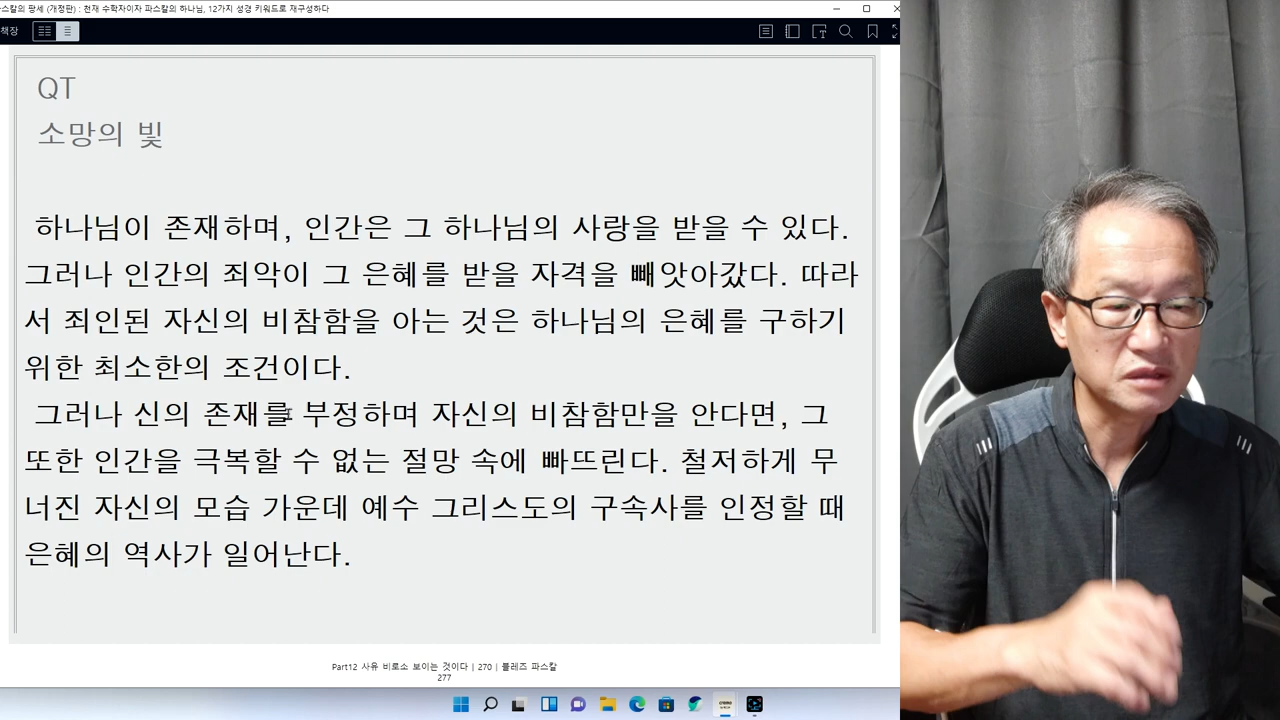 스칼의 팡세 (개정판) : 천재 수학자이자 파스칼의 하나님, 12가지 성경 키워드로 재구성하다
책장
QT
소망의 빛
하나님이 존재하며, 인간은 그 하나님의 사랑을 받을 수 있다.
그러나 인간의 죄악이 그 은혜를 받을 자격을 빼앗아갔다. 따라
서 죄인된 자신의 비참함을 아는 것은 하나님의 은혜를 구하기
위한 최소한의 조건이다.
그러나 신의 존재를 부정하며 자신의 비참함만을 안다면, 그
또한 인간을 극복할 수 없는 절망 속에 빠뜨린다. 철저하게 무
너진 자신의 모습 가운데 예수 그리스도의 구속사를 인정할 때
은혜의 역사가 일어난다.
Part12 사유 비로소 보이는 것이다 | 270 | 블레즈 파스칼
277